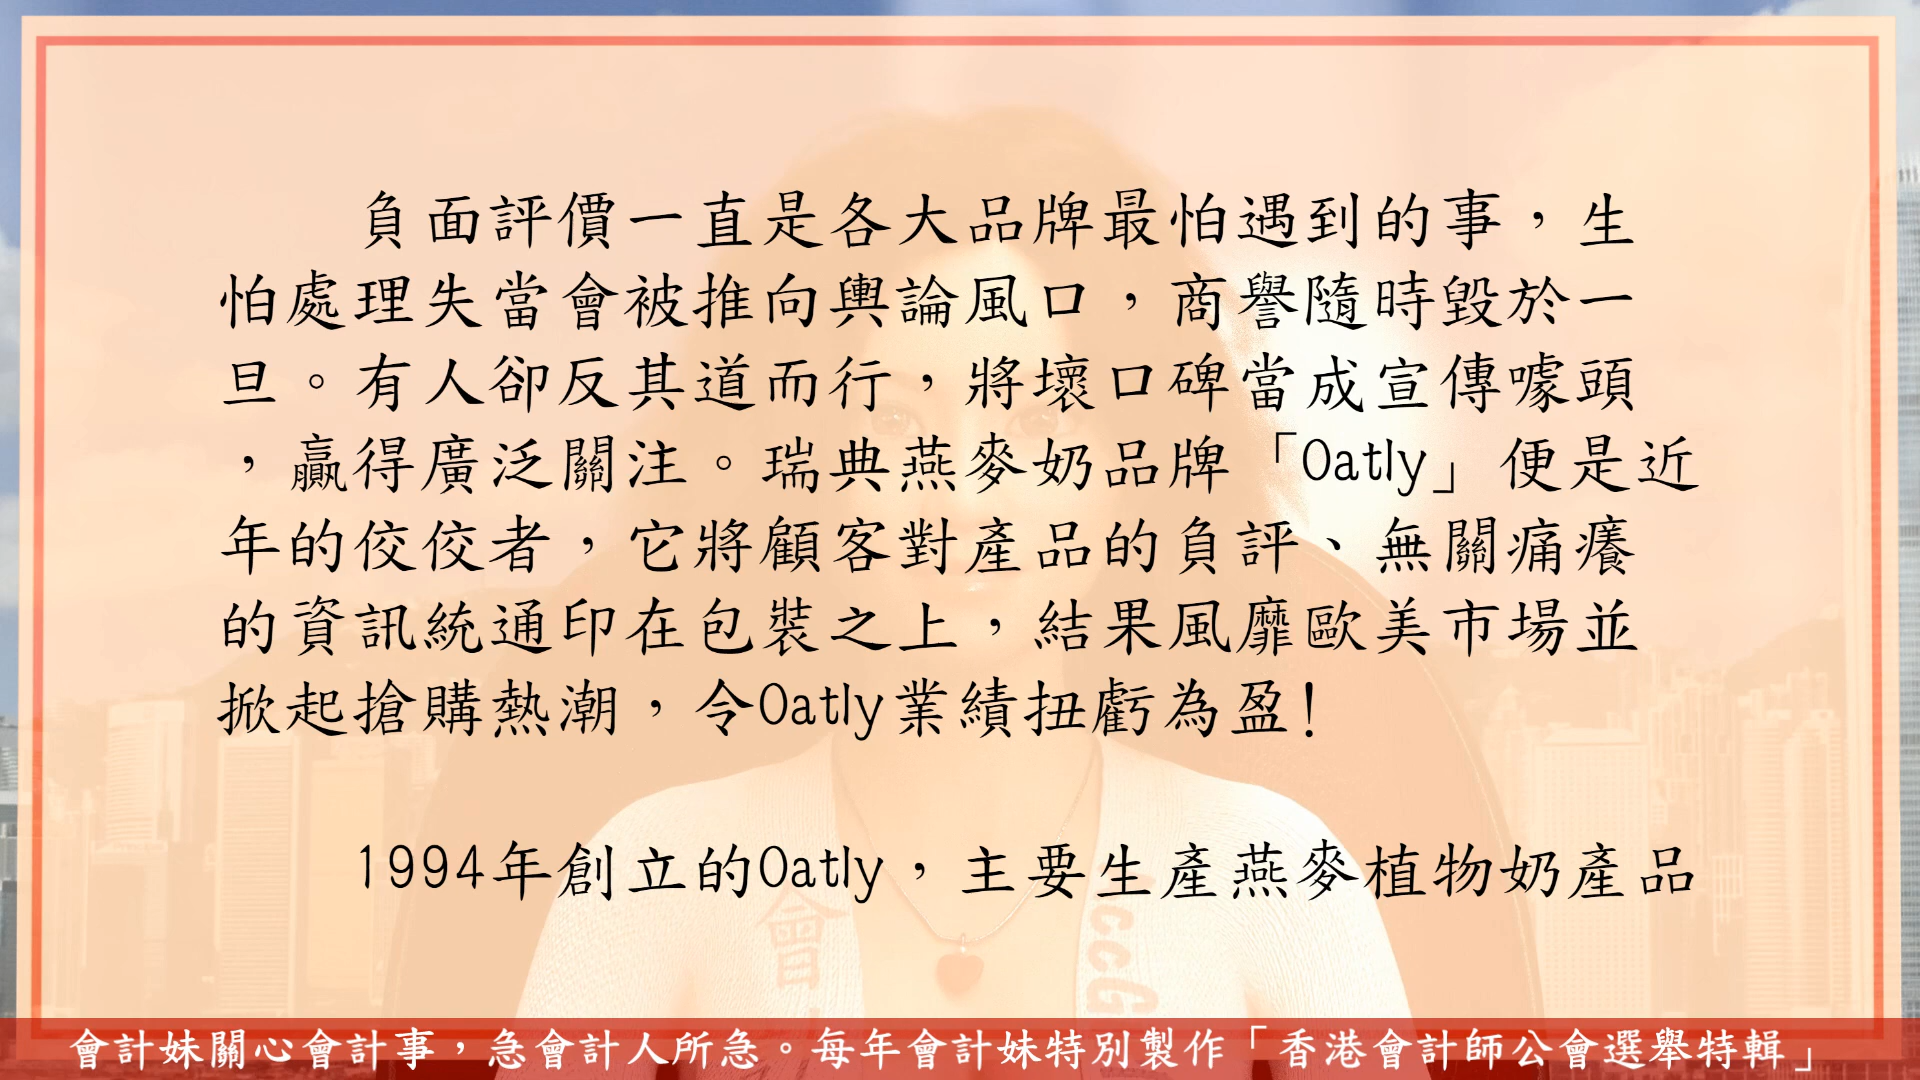 負面評價一直是各大品牌最怕遇到的事，生
怕處理失當會被推向輿論風口，商譽隨時毀於一
旦。有人卻反其道而行，將壞口碑當成宣傳噱頭
，贏得廣泛關注。瑞典燕麥奶品牌「Oatly」便是近
年的佼佼者，它將顧客對產品的負評、無關痛癢
的資訊統通印在包裝之上，結果風靡歐美市場並
掀起搶購熱潮，令Oatly業績扭虧為盈！
1994年創立的Oatly，主要生產燕麥植物奶產品
會
AccG
會計妹關心會計事，急會計人所急。每年會計妹特別製作「香港會計師公會選舉特輯」